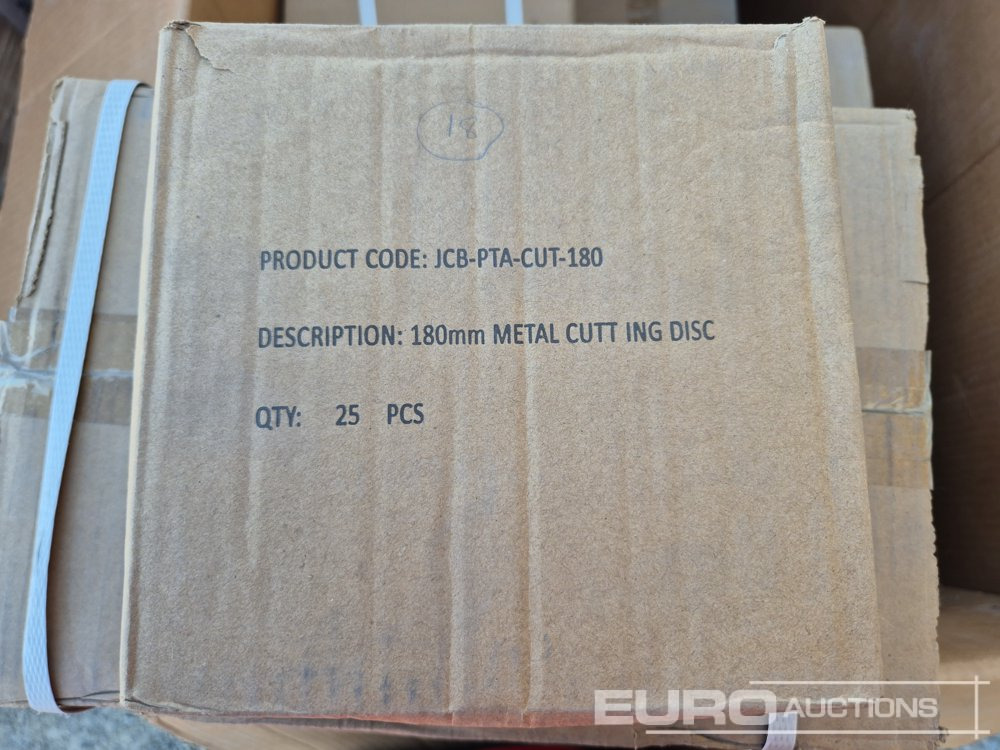 18
PRODUCT CODE: JCB-PTA-CUT-180
DESCRIPTION: 180mm METAL CUTT ING DISC
QTY: 25 PCS
EURO AUCTIONS